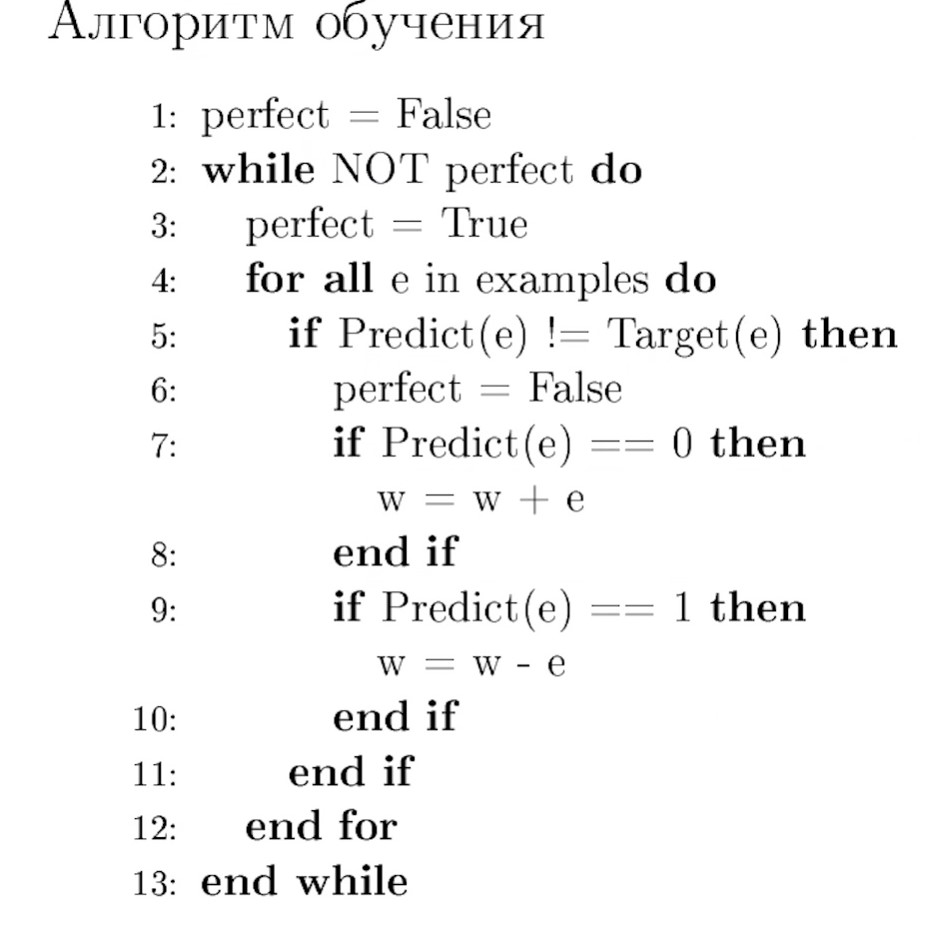 Алгоритм обучения
1: perfect = False
2: while NOT perfect do
3: perfect = True
4: for all e in examples do
5: if Predict(e) != Target(e) then
6: perfect = False
7: if Predict(e) == 0 then
w = w + e
8: end if
9: if Predict(e) == 1 then
w = w - e
10: end if
11: end if
12: end for
13: end while